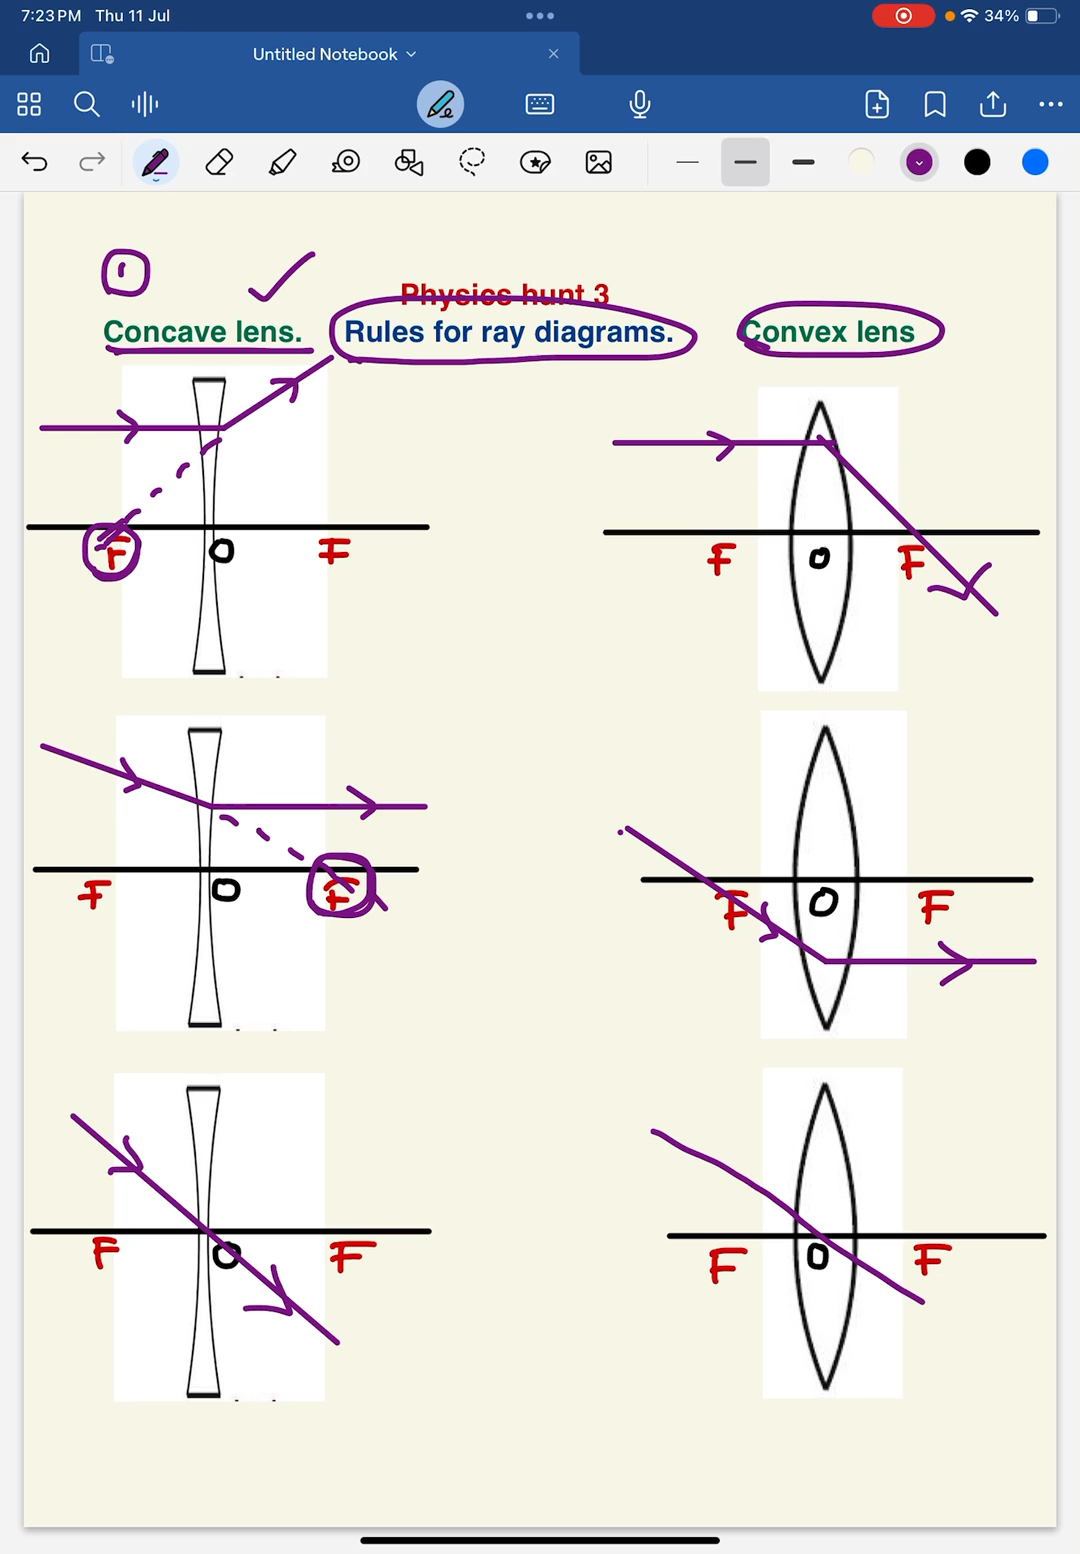 7:23 PM Thu 11 Jul
34%
Untitled Notebook
1
Physics hunt 3
Concave lens. Rules for ray diagrams. Convex lens
F O F
F O F
F O F
F O F
F O F
F O F